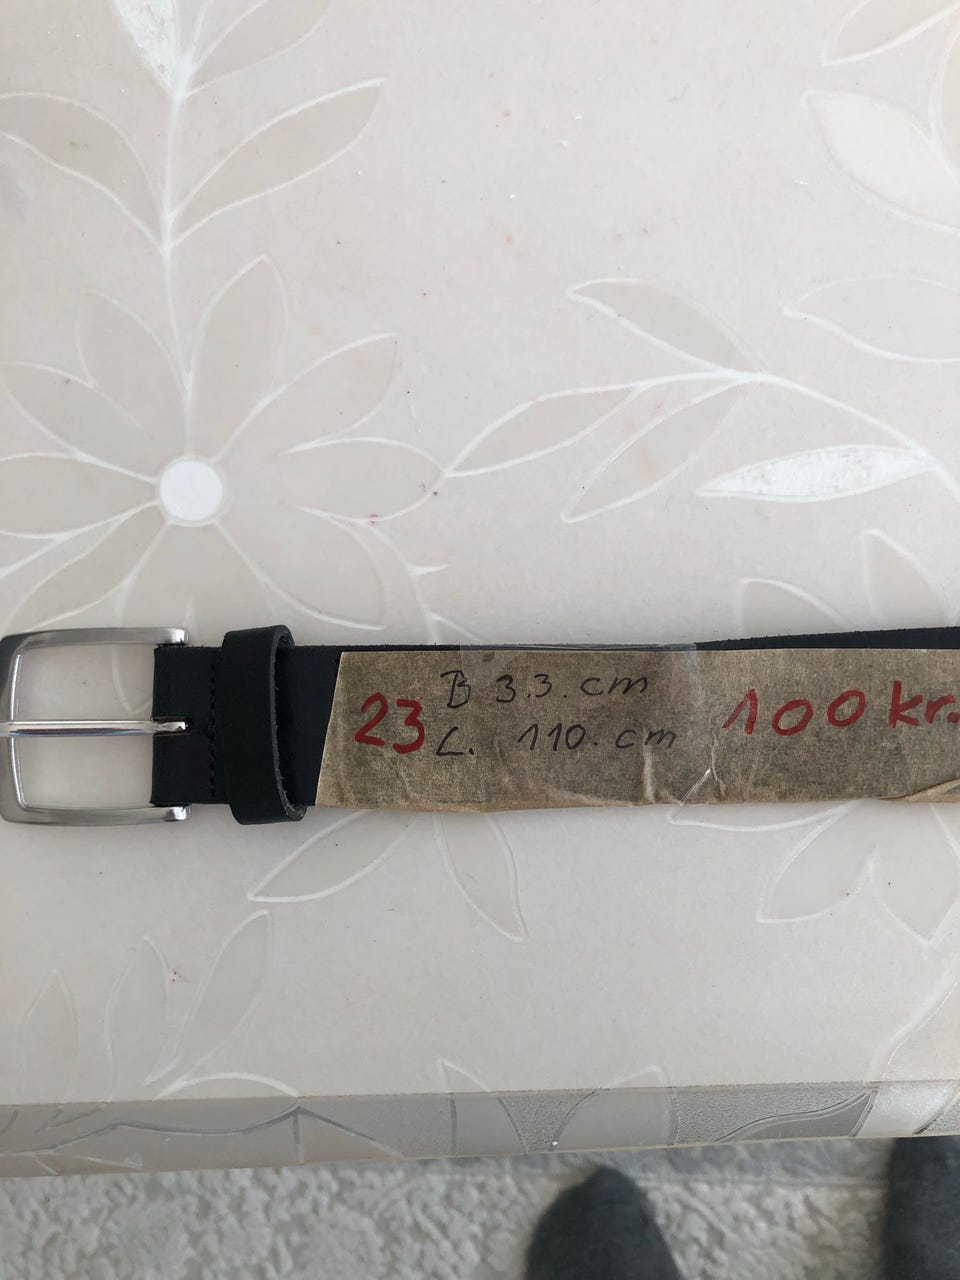 23
B 3.3. cm
L. 110. cm
100 kr.